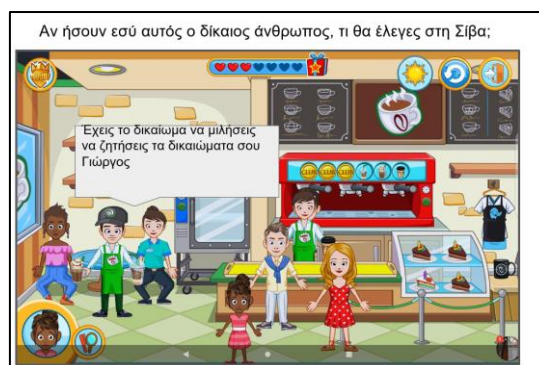 Αν ήσουν εσύ αυτός ο δίκαιος άνθρωπος, τι θα έλεγες στη Σίβα;
Έχεις το δικαίωμα να μιλήσεις
να ζητήσεις τα δικαιώματα σου
Γιώργος